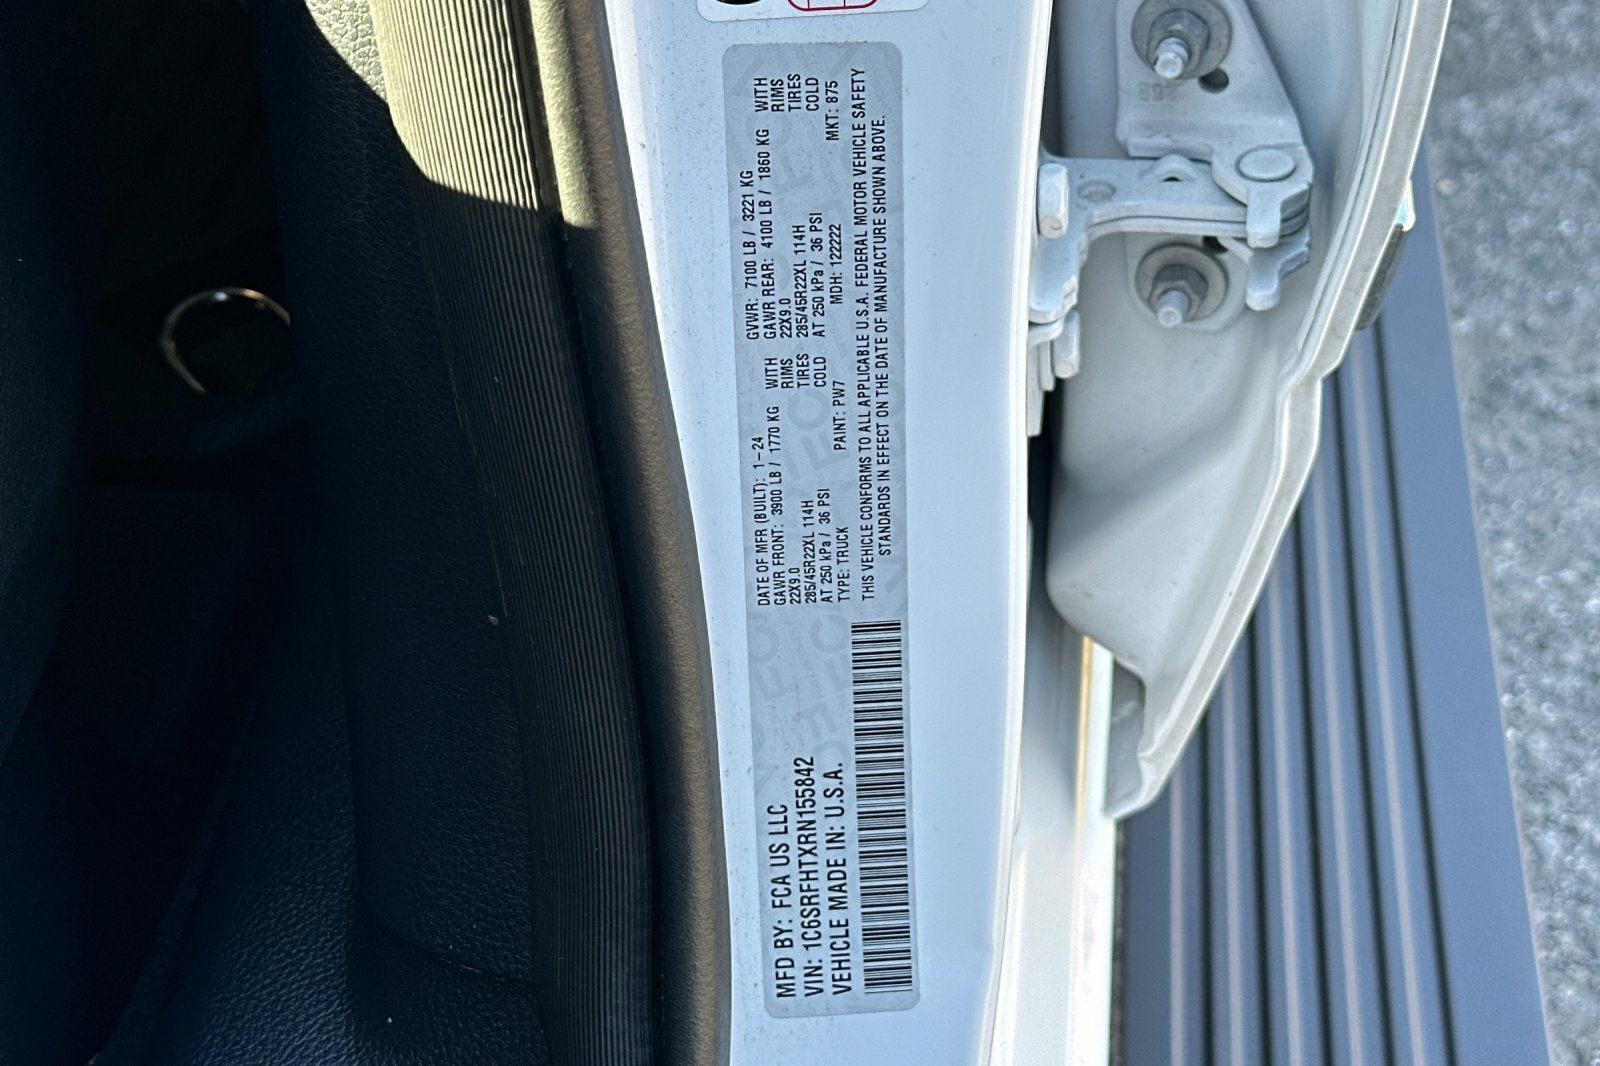 MFD BY: FCA US LLC
VIN: 1C6SRFHTXRN155842
VEHICLE MADE IN: U.S.A.
DATE OF MFR (BUILT): 1-24
GAWR FRONT: 3900 LB / 1770 KG WITH
22X9.0 RIMS
285/45R22XL 114H TIRES
AT 250 kPa / 36 PSI COLD
GVWR: 7100 LB / 3221 KG
GAWR REAR: 4100 LB / 1860 KG WITH
22X9.0 RIMS
285/45R22XL 114H TIRES
AT 250 kPa / 36 PSI COLD
TYPE: TRUCK PAINT: PW7 MDH: 122222 MKT: 875
THIS VEHICLE CONFORMS TO ALL APPLICABLE U.S.A. FEDERAL MOTOR VEHICLE SAFETY
STANDARDS IN EFFECT ON THE DATE OF MANUFACTURE SHOWN ABOVE.